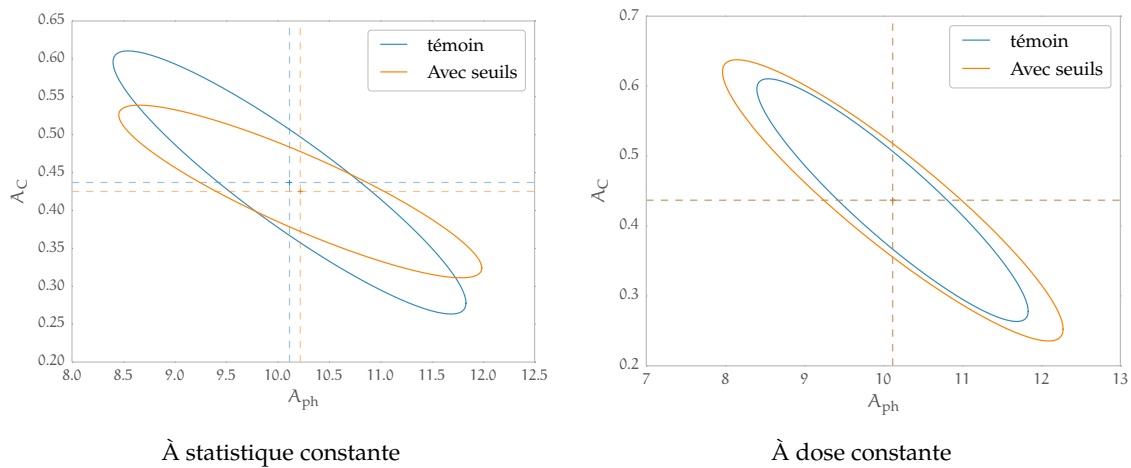 0.65
0.60
0.55
0.50
0.45
0.40
0.35
0.30
0.25
0.20
A_C
8.0 8.5 9.0 9.5 10.0 10.5 11.0 11.5 12.0 12.5
A_ph
témoin
Avec seuils
À statistique constante
0.7
0.6
0.5
0.4
0.3
0.2
A_C
7 8 9 10 11 12 13
A_ph
témoin
Avec seuils
À dose constante